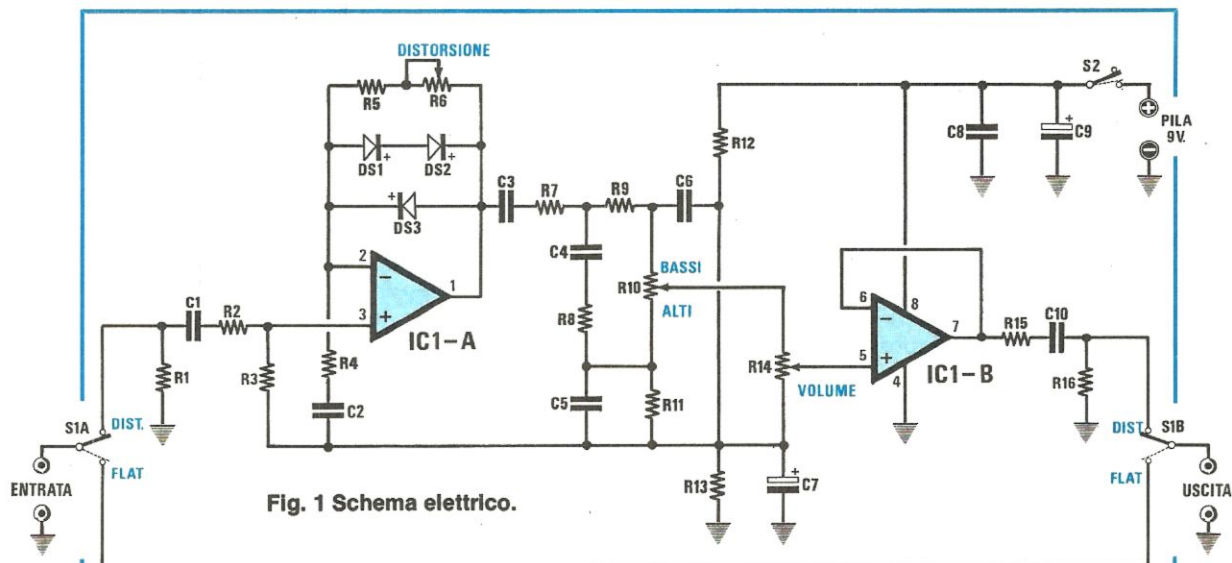 DISTORSIONE
R5
R6
DS1
+
DS2
+
+
DS3
C3
R7
R9
C6
R12
S2
C8
+
C9
+
PILA
9V.
−
C4
R8
R10
BASSI
ALTI
C5
R11
R14
VOLUME
2
−
3
+
1
IC1-A
C1
R2
R1
R3
R4
C2
S1A
DIST.
FLAT
ENTRATA
6
−
5
+
8
7
4
IC1-B
R15
C10
R16
DIST.
S1B
FLAT
USCITA
R13
+
C7
Fig. 1 Schema elettrico.